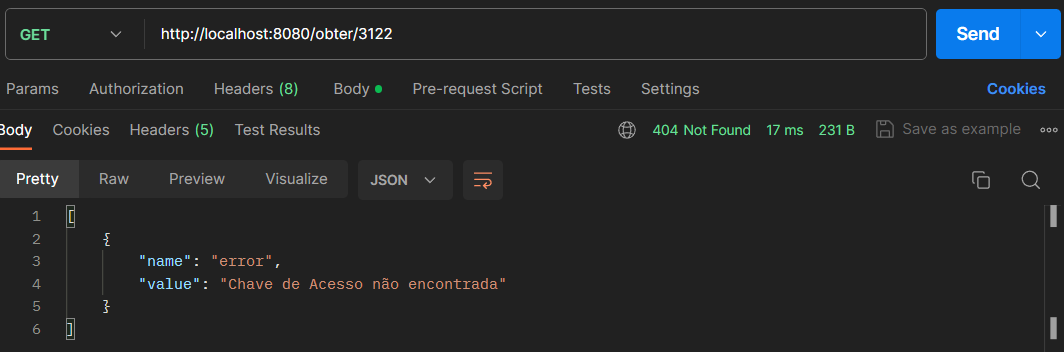 GET http://localhost:8080/obter/3122 Send
Params Authorization Headers (8) Body Pre-request Script Tests Settings Cookies
Body Cookies Headers (5) Test Results 404 Not Found 17 ms 231 B Save as example
Pretty Raw Preview Visualize JSON
1 [
2 {
3 "name": "error",
4 "value": "Chave de Acesso não encontrada"
5 }
6 ]